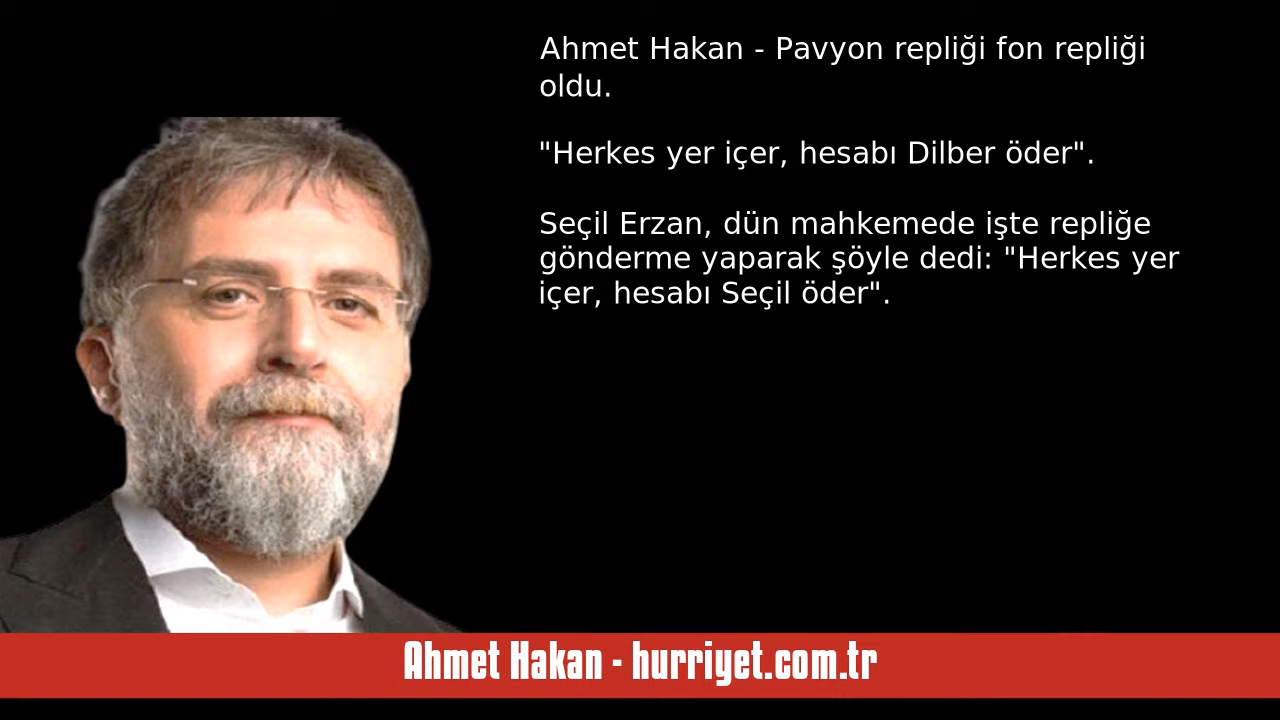 Ahmet Hakan - Pavyon repliği fon repliği
oldu.
"Herkes yer içer, hesabı Dilber öder".
Seçil Erzan, dün mahkemede işte repliğe
gönderme yaparak şöyle dedi: "Herkes yer
içer, hesabı Seçil öder".
Ahmet Hakan - hurriyet.com.tr